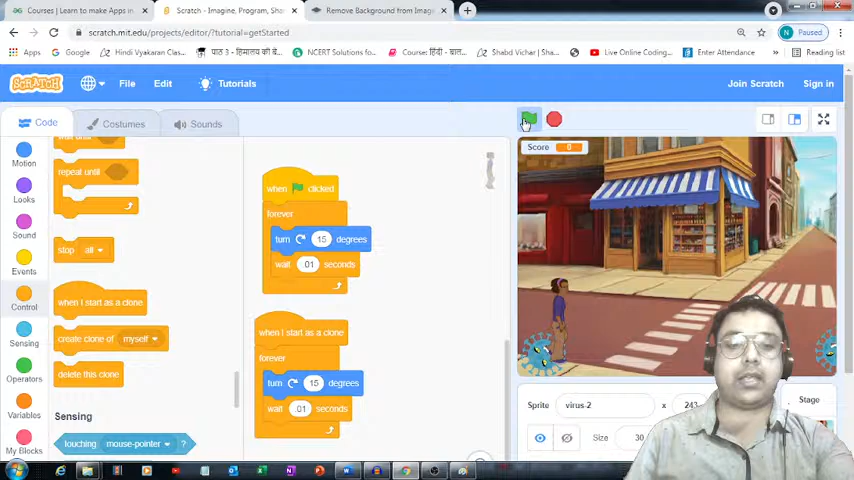 Courses | Learn to make Apps in
Scratch - Imagine, Program, Sha
Remove Background from Imag
scratch.mit.edu/projects/editor/?tutorial=getStarted
Paused
Apps
Google
Hindi Vyakaran Clas...
पाठ 3 - हिमालय की बे...
NCERT Solutions fo...
Course: हिंदी - बाल...
Shabd Vichar | Sha...
Live Online Coding...
Enter Attendance
Reading list
SCRATCH
File
Edit
Tutorials
Join Scratch
Sign in
Code
Costumes
Sounds
Motion
Looks
Sound
Events
Control
Sensing
Operators
Variables
My Blocks
repeat until
stop all
when I start as a clone
create clone of myself
delete this clone
Sensing
touching mouse-pointer ?
when clicked
forever
turn 15 degrees
wait .01 seconds
when I start as a clone
forever
turn 15 degrees
wait .01 seconds
Score 0
Sprite virus-2 x 243
Size 30
Stage